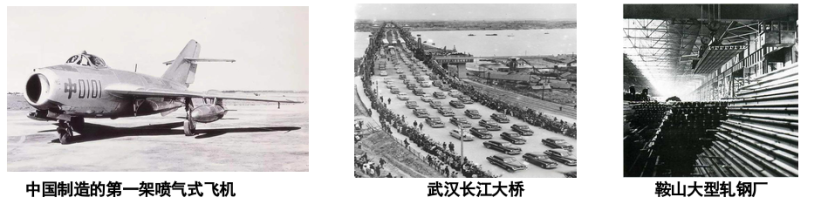 中0101
中国制造的第一架喷气式飞机
武汉长江大桥
鞍山大型轧钢厂